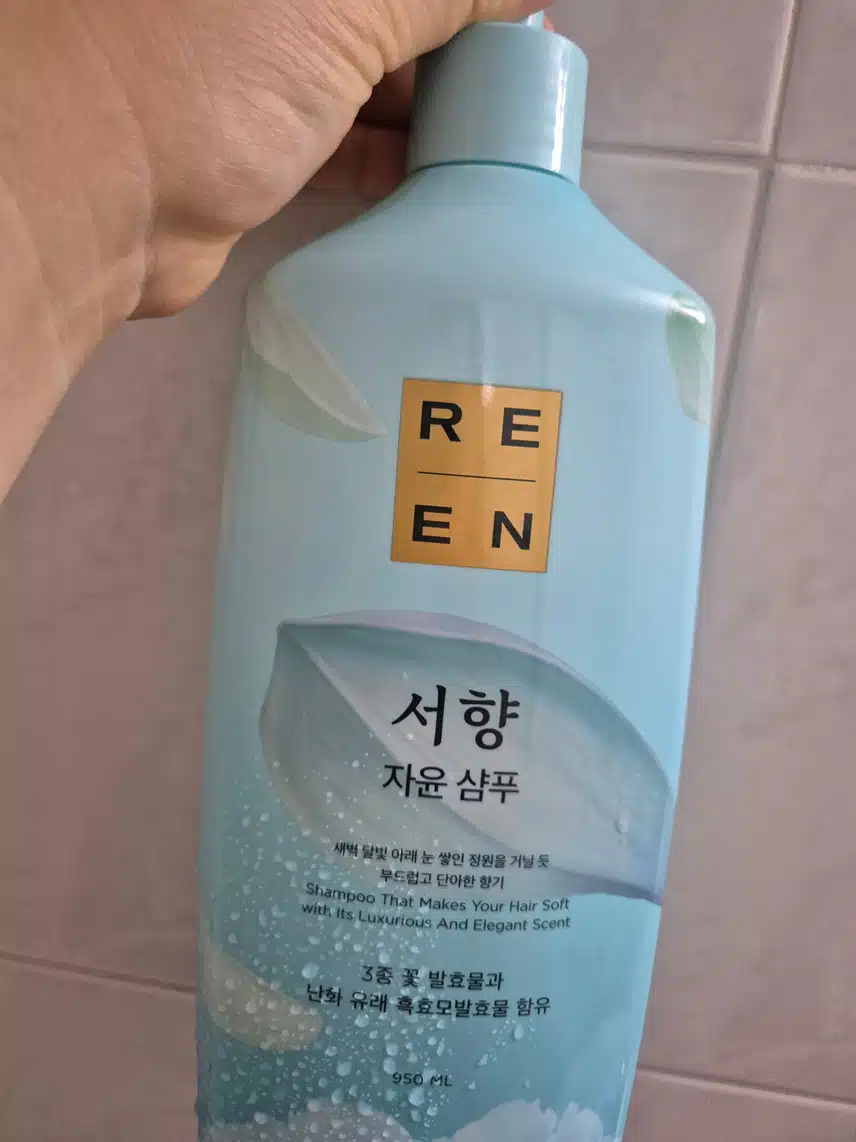 RE
EN
서향
자윤 샴푸
새벽 달빛 아래 눈 쌓인 정원을 거닐 듯
부드럽고 단아한 향기
Shampoo That Makes Your Hair Soft
with Its Luxurious And Elegant Scent
3종 꽃 발효물과
난화 유래 흑효모발효물 함유
950 ML